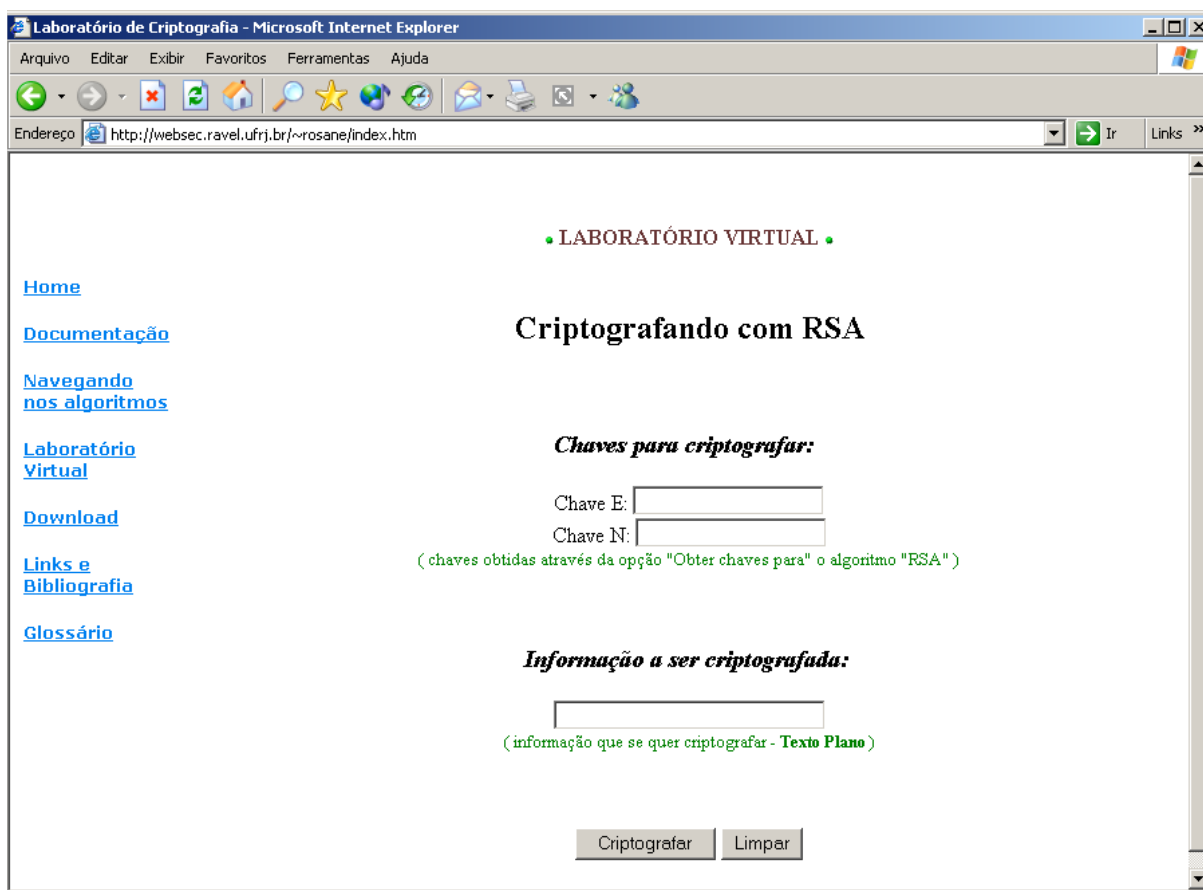 Laboratório de Criptografia - Microsoft Internet Explorer
Arquivo Editar Exibir Favoritos Ferramentas Ajuda
Endereço http://websec.ravel.ufrj.br/~rosane/index.htm Ir Links »
• LABORATÓRIO VIRTUAL •
Home
Documentação
Navegando
nos algoritmos
Laboratório
Virtual
Download
Links e
Bibliografia
Glossário
Criptografando com RSA
Chaves para criptografar:
Chave E:
Chave N:
( chaves obtidas através da opção "Obter chaves para" o algoritmo "RSA" )
Informação a ser criptografada:
( informação que se quer criptografar - Texto Plano )
Criptografar Limpar